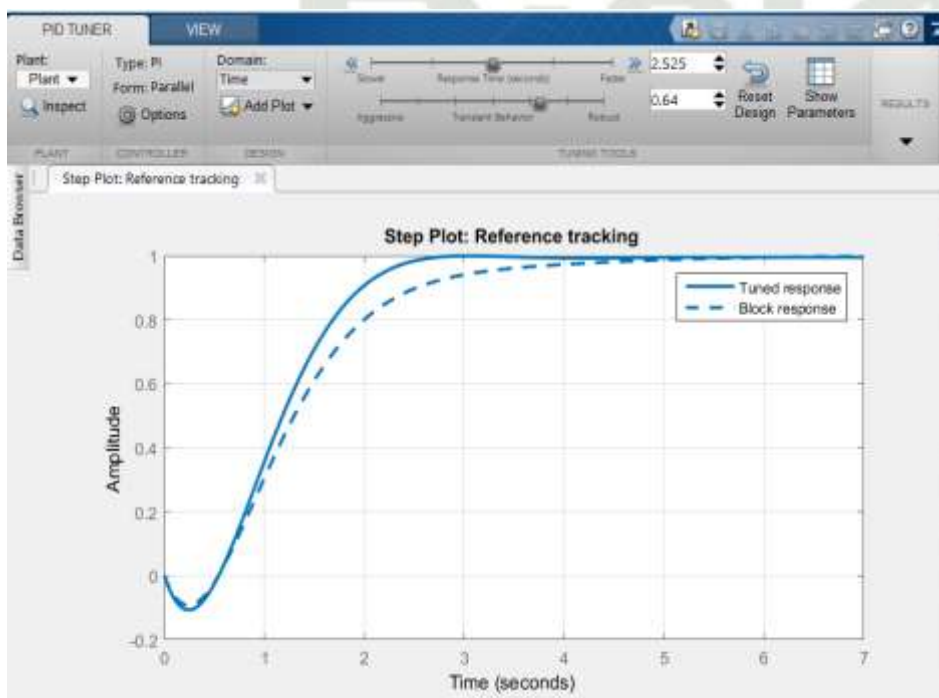 PID TUNER
VIEW
Plant:
Plant
Inspect
PLANT
Type: PI
Form: Parallel
Options
CONTROLLER
Domain:
Time
Add Plot
DESIGN
Slower
Response Time (seconds)
Faster
2.525
Aggressive
Transient Behavior
Robust
0.64
Reset
Design
Show
Parameters
TUNING TOOLS
RESULTS
Data Browser
Step Plot: Reference tracking
Step Plot: Reference tracking
Tuned response
Block response
Amplitude
1
0.8
0.6
0.4
0.2
0
-0.2
0 1 2 3 4 5 6 7
Time (seconds)